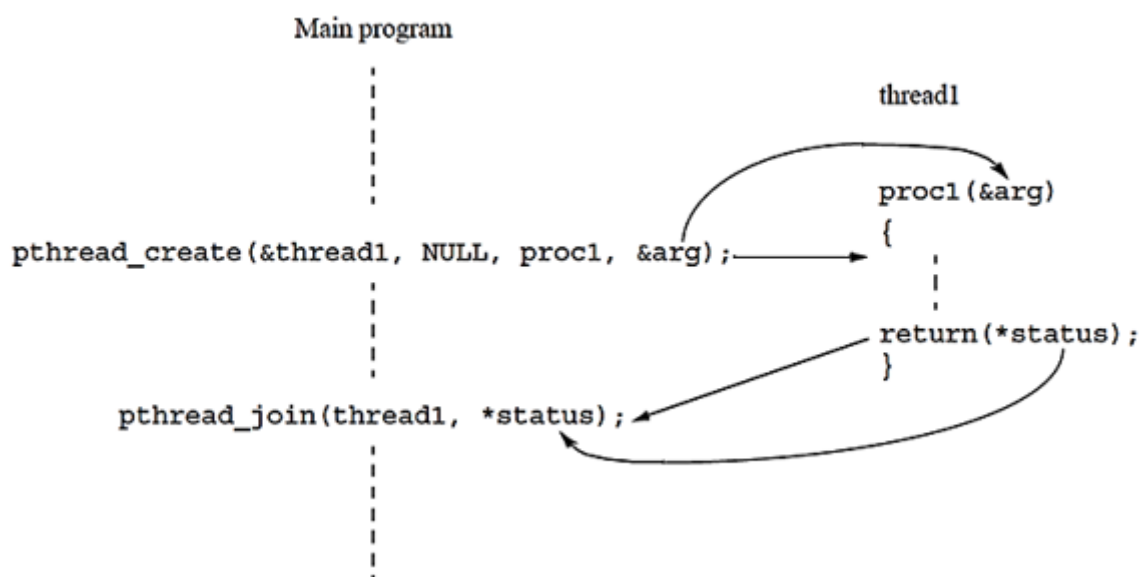 Main program
thread1
proc1(&arg)
{
pthread_create(&thread1, NULL, proc1, &arg);
return(*status);
}
pthread_join(thread1, *status);